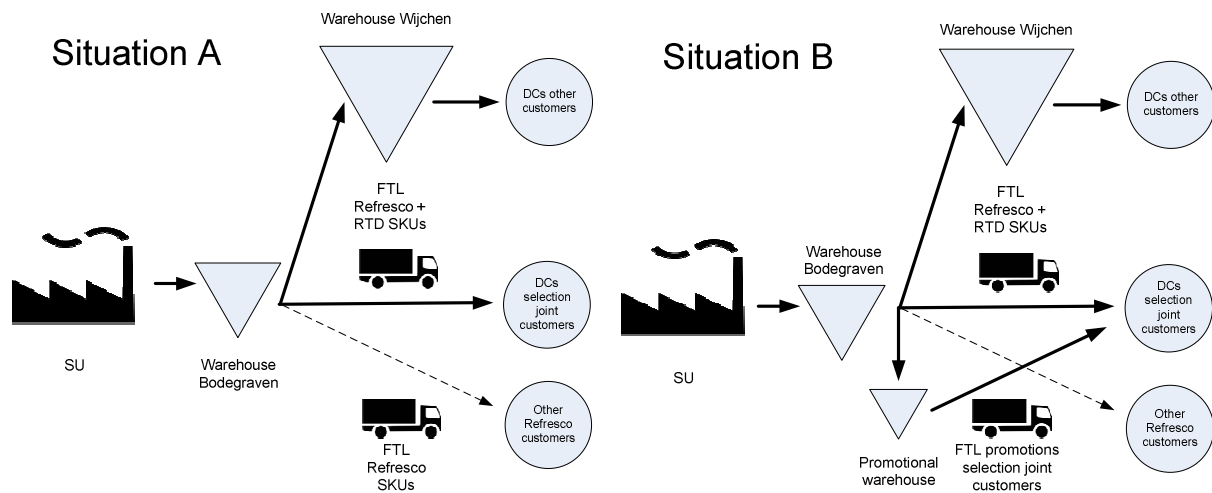 Situation A
Warehouse Wijchen
DCs other
customers
FTL
Refresco +
RTD SKUs
SU
Warehouse
Bodegraven
DCs
selection
joint
customers
Other
Refresco
customers
FTL
Refresco
SKUs
Situation B
Warehouse Wijchen
DCs other
customers
FTL
Refresco +
RTD SKUs
SU
Warehouse
Bodegraven
DCs
selection
joint
customers
Other
Refresco
customers
Promotional
warehouse
FTL promotions
selection joint
customers